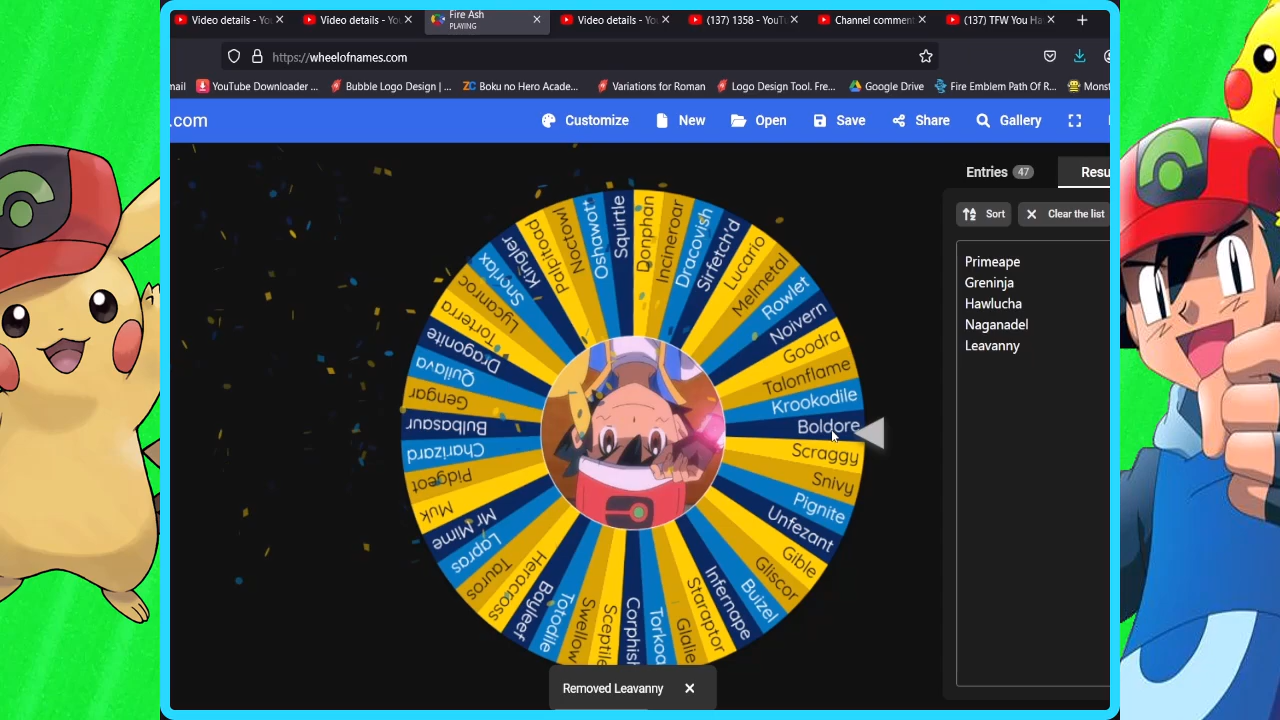 Video details - You
Video details - You
Fire Ash
PLAYING
Video details - You
(137) 1358 - YouTu
Channel comment
(137) TFW You Ha
https://wheelofnames.com
mail
YouTube Downloader ...
Bubble Logo Design | ...
Boku no Hero Acade...
Variations for Roman
Logo Design Tool. Fre...
Google Drive
Fire Emblem Path Of R...
Monst
.com
Customize
New
Open
Save
Share
Gallery
Entries 47
Resu
Sort
Clear the list
Primeape
Greninja
Hawlucha
Naganadel
Leavanny
Squirtle
Donphan
Incineroar
Dracovish
Sirfetch'd
Lucario
Melmetal
Rowlet
Noivern
Goodra
Talonflame
Krookodile
Boldore
Scraggy
Snivy
Pignite
Unfezant
Gible
Gliscor
Buizel
Infernape
Staraptor
Glalie
Torkoa
Corphish
Sceptile
Swellow
Totodile
Bayleef
Heracross
Tauros
Lapras
Mr Mime
Muk
Pidgeot
Charizard
Bulbasaur
Gengar
Quilava
Dragonite
Torterra
Lycanroc
Snorlax
Kingler
Palpitoad
Noctowl
Oshawott
Removed Leavanny